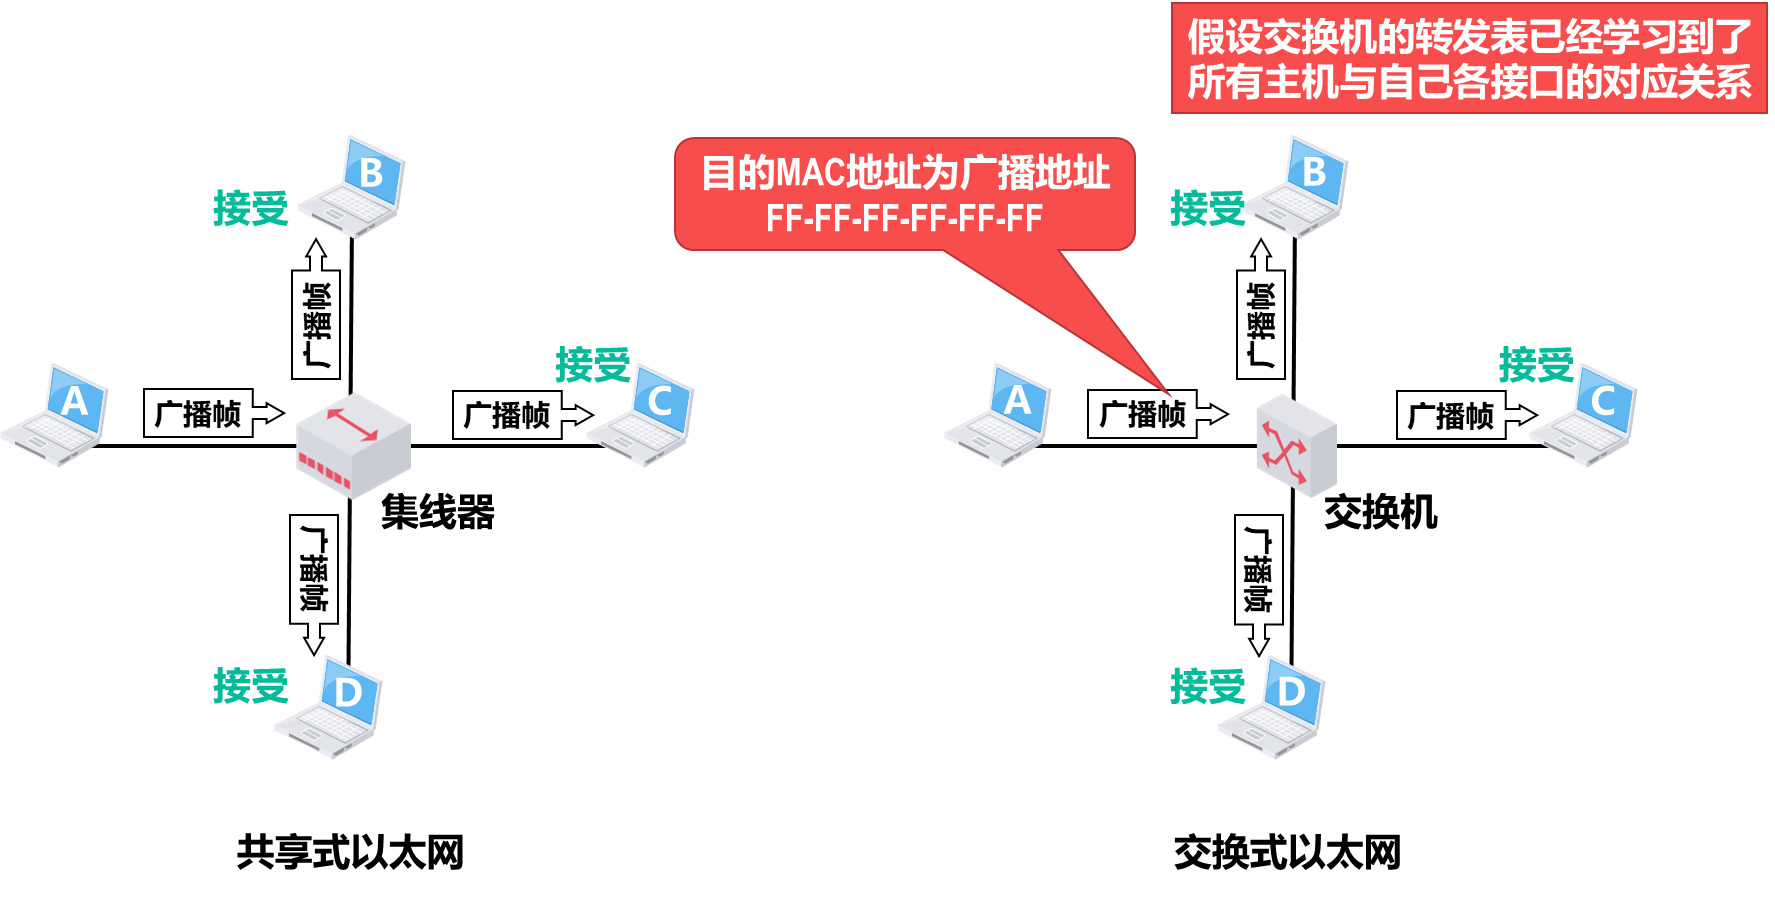 假设交换机的转发表已经学习到了
所有主机与自己各接口的对应关系
目的MAC地址为广播地址
FF-FF-FF-FF-FF-FF
B
接受
广播帧
A
广播帧
接受
C
广播帧
集线器
广播帧
接受
D
共享式以太网
B
接受
广播帧
A
广播帧
接受
C
广播帧
交换机
广播帧
接受
D
交换式以太网